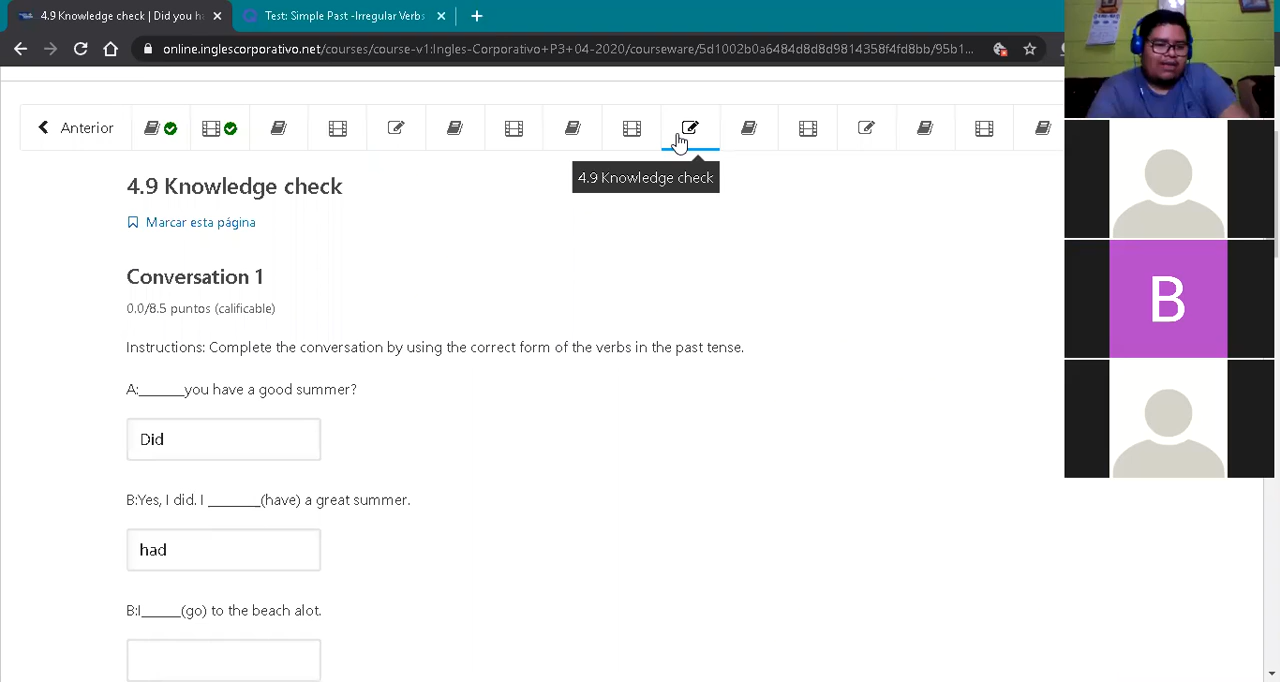 4.9 Knowledge check | Did you h
Test: Simple Past -Irregular Verbs
online.inglescorporativo.net/courses/course-v1:Ingles-Corporativo+P3+04-2020/courseware/5d1002b0a6484d8d8d9814358f4fd8bb/95b1...
Anterior
4.9 Knowledge check
4.9 Knowledge check
Marcar esta página
Conversation 1
0.0/8.5 puntos (calificable)
Instructions: Complete the conversation by using the correct form of the verbs in the past tense.
A:______you have a good summer?
Did
B:Yes, I did. I _______(have) a great summer.
had
B:I_____(go) to the beach alot.
B